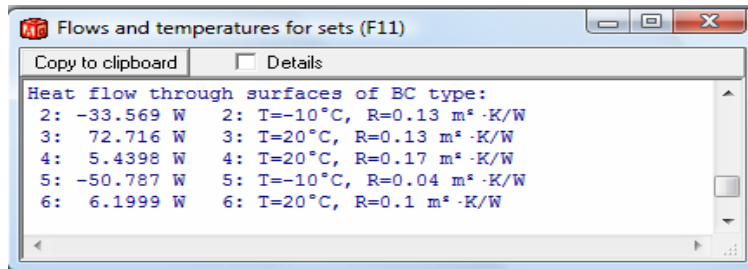 Flows and temperatures for sets (F11)
Copy to clipboard Details
Heat flow through surfaces of BC type:
2: -33.569 W 2: T=-10°C, R=0.13 m² ·K/W
3: 72.716 W 3: T=20°C, R=0.13 m² ·K/W
4: 5.4398 W 4: T=20°C, R=0.17 m² ·K/W
5: -50.787 W 5: T=-10°C, R=0.04 m² ·K/W
6: 6.1999 W 6: T=20°C, R=0.1 m² ·K/W